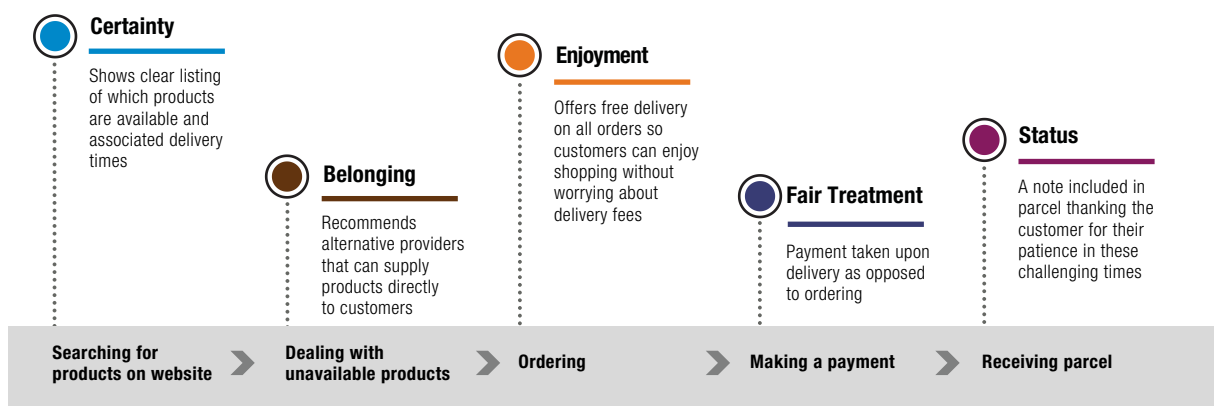 Certainty
Shows clear listing
of which products
are available and
associated delivery
times
Belonging
Recommends
alternative providers
that can supply
products directly
to customers
Enjoyment
Offers free delivery
on all orders so
customers can enjoy
shopping without
worrying about
delivery fees
Fair Treatment
Payment taken upon
delivery as opposed
to ordering
Status
A note included in
parcel thanking the
customer for their
patience in these
challenging times
Searching for
products on website
Dealing with
unavailable products
Ordering
Making a payment
Receiving parcel